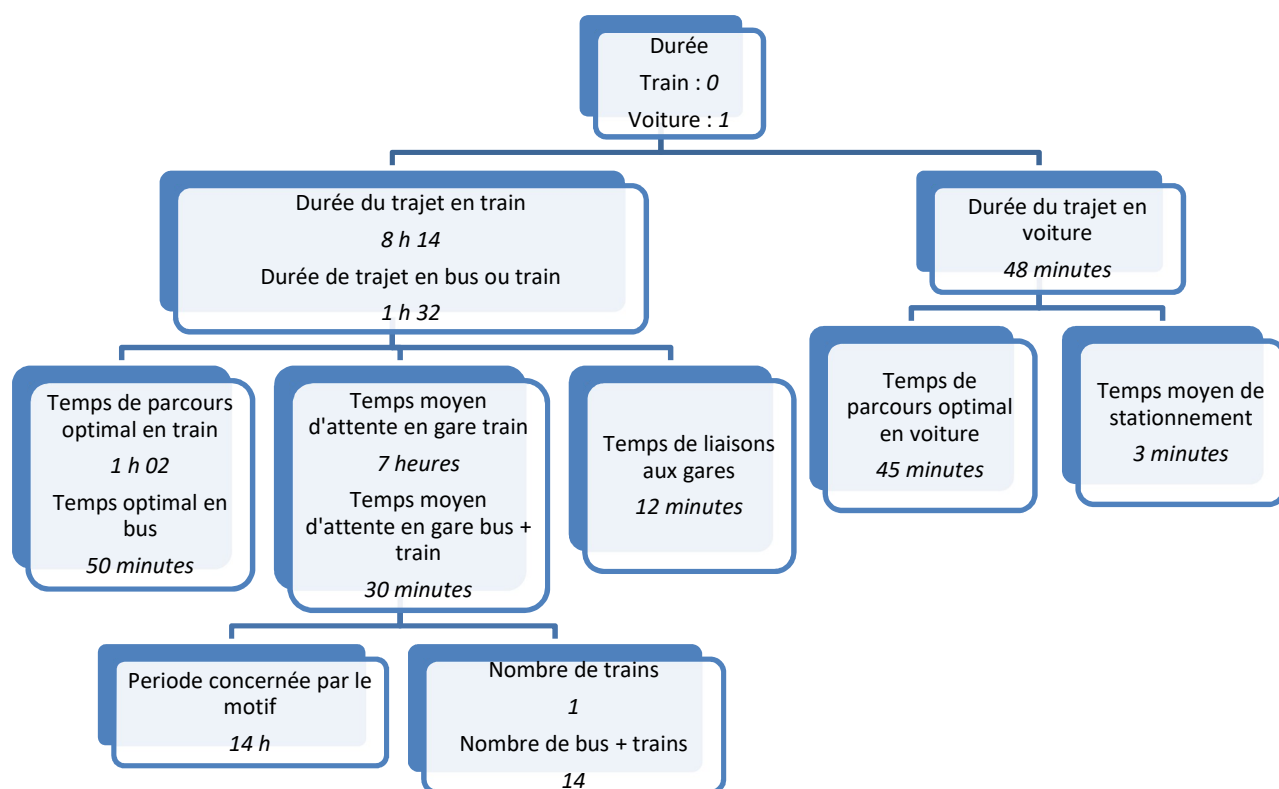 Durée
Train : 0
Voiture : 1
Durée du trajet en train
8 h 14
Durée de trajet en bus ou train
1 h 32
Durée du trajet en
voiture
48 minutes
Temps de parcours
optimal en train
1 h 02
Temps optimal en
bus
50 minutes
Temps moyen
d'attente en gare train
7 heures
Temps moyen
d'attente en gare bus +
train
30 minutes
Temps de liaisons
aux gares
12 minutes
Temps de
parcours optimal
en voiture
45 minutes
Temps moyen de
stationnement
3 minutes
Periode concernée par le
motif
14 h
Nombre de trains
1
Nombre de bus + trains
14